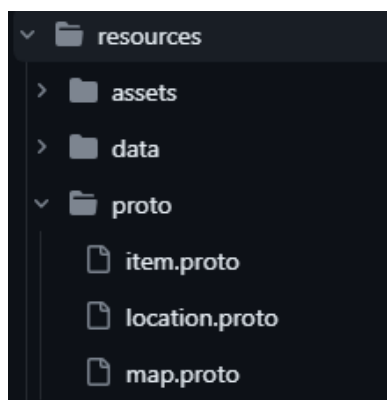 resources
assets
data
proto
item.proto
location.proto
map.proto